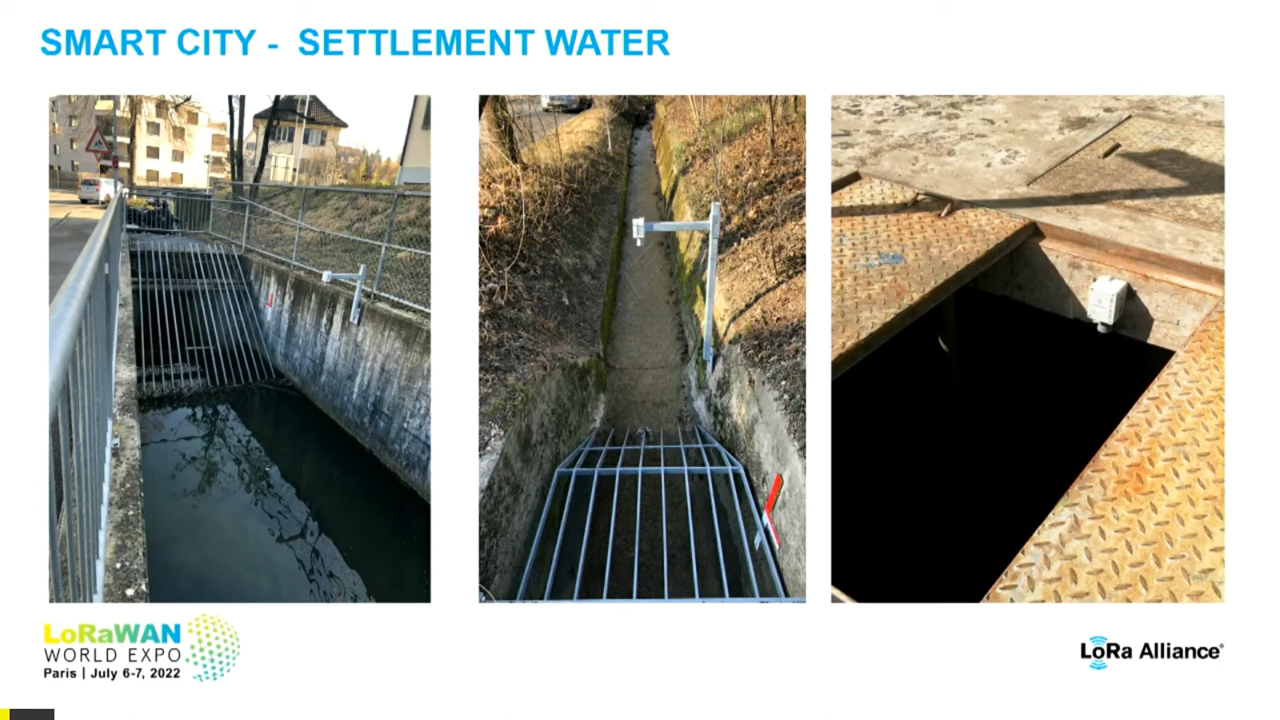 SMART CITY - SETTLEMENT WATER
LoRaWAN
WORLD EXPO
Paris | July 6-7, 2022
LoRa Alliance®